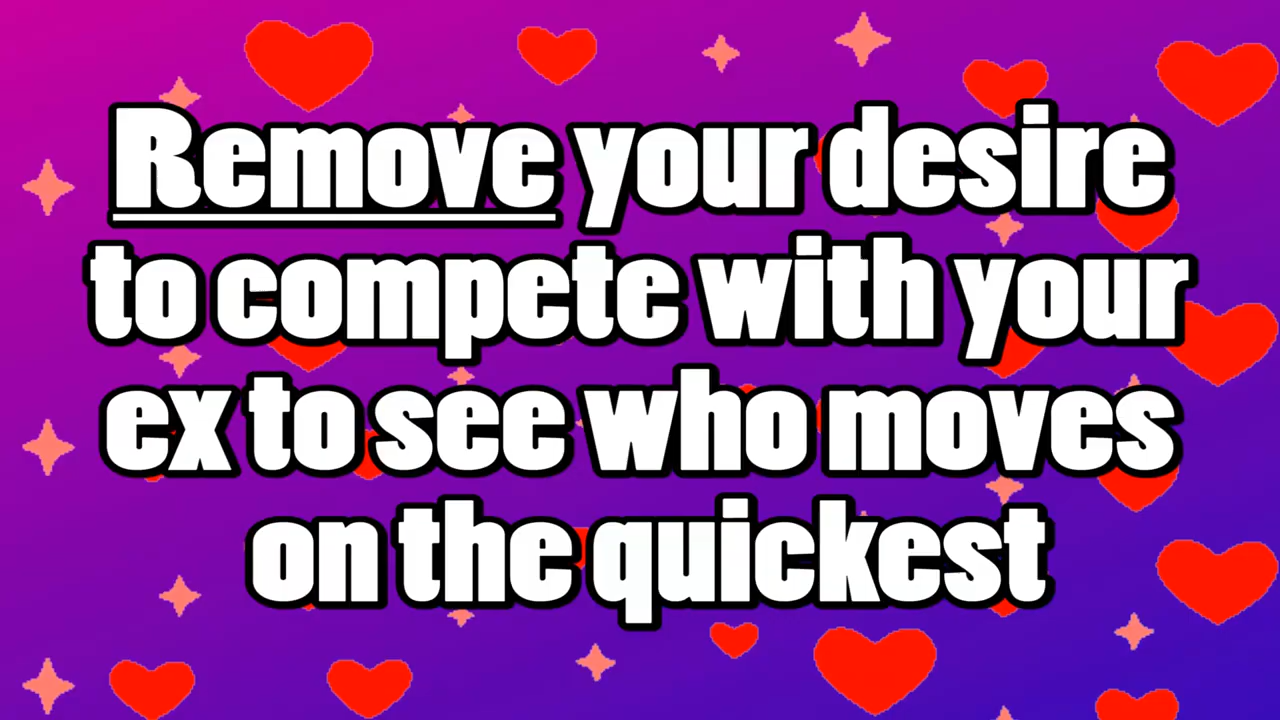 Remove your desire
to compete with your
ex to see who moves
on the quickest